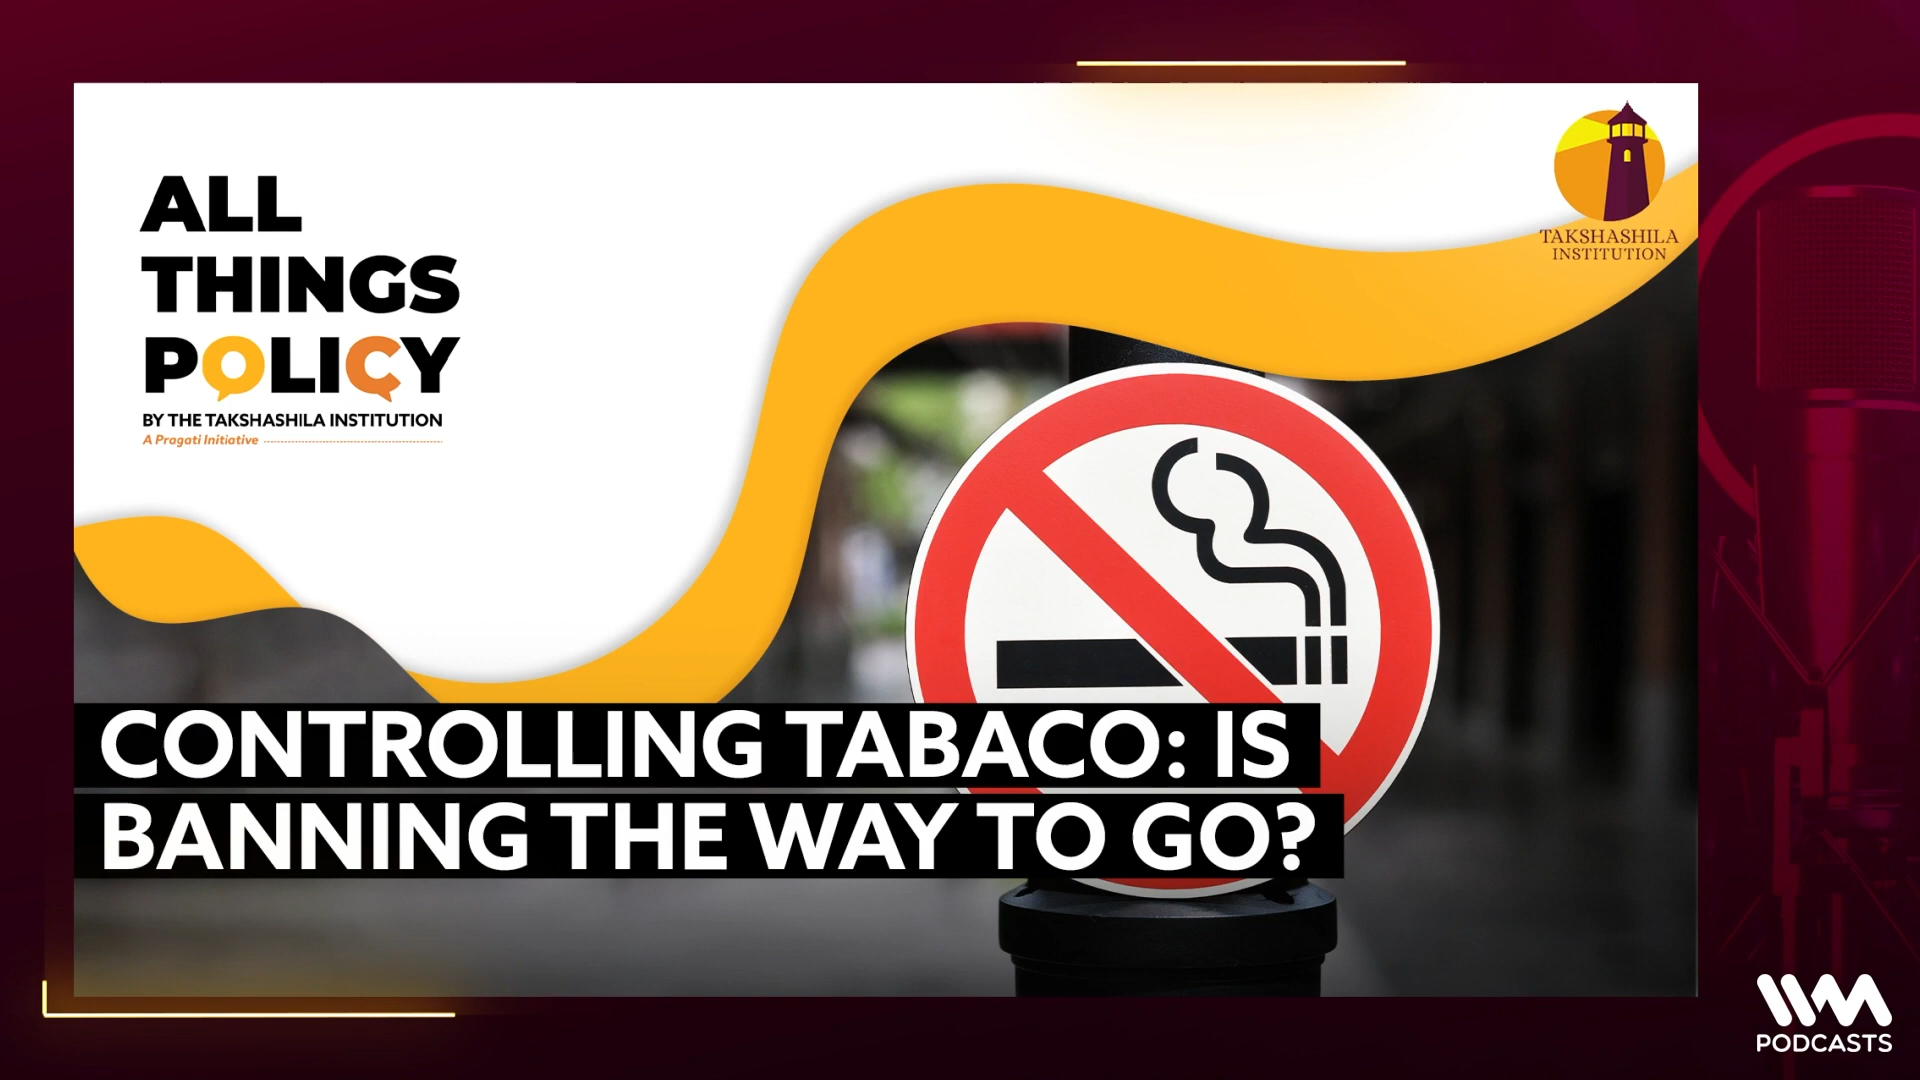 ALL
THINGS
POLICY
BY THE TAKSHASHILA INSTITUTION
A Pragati Initiative
TAKSHASHILA
INSTITUTION
CONTROLLING TABACO: IS
BANNING THE WAY TO GO?
IVM
PODCASTS